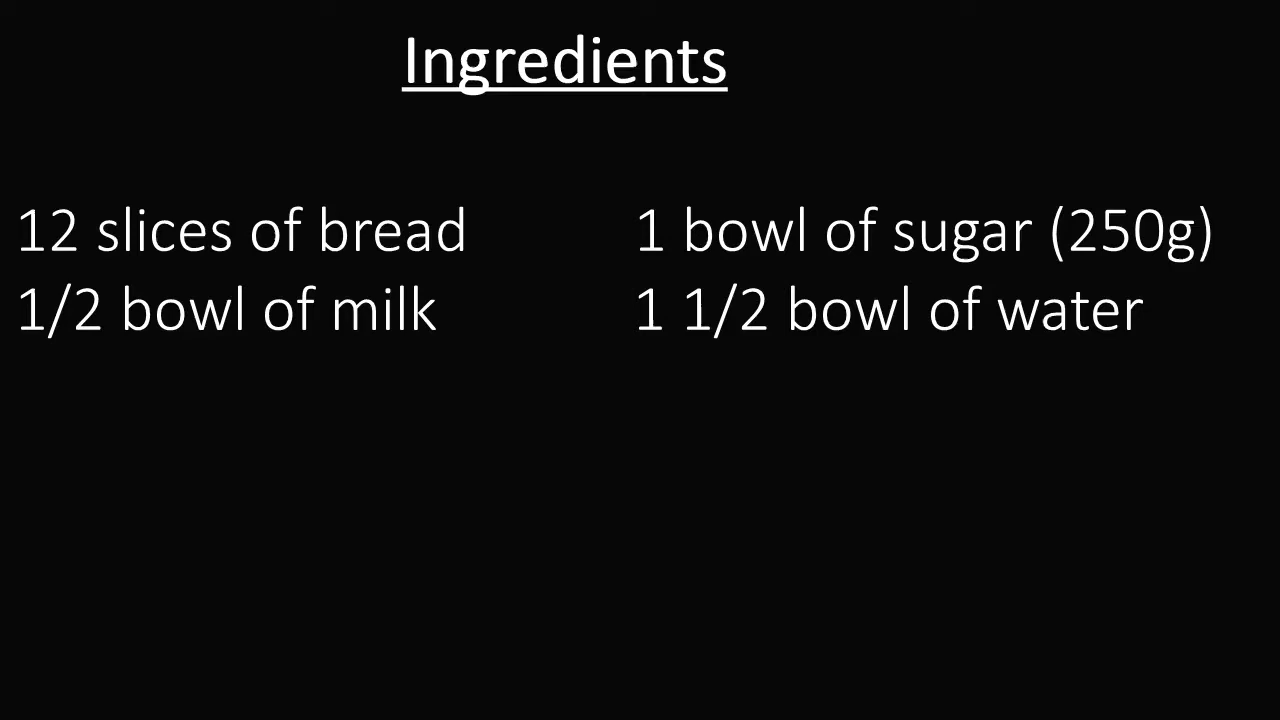 Ingredients
12 slices of bread
1/2 bowl of milk
1 bowl of sugar (250g)
1 1/2 bowl of water